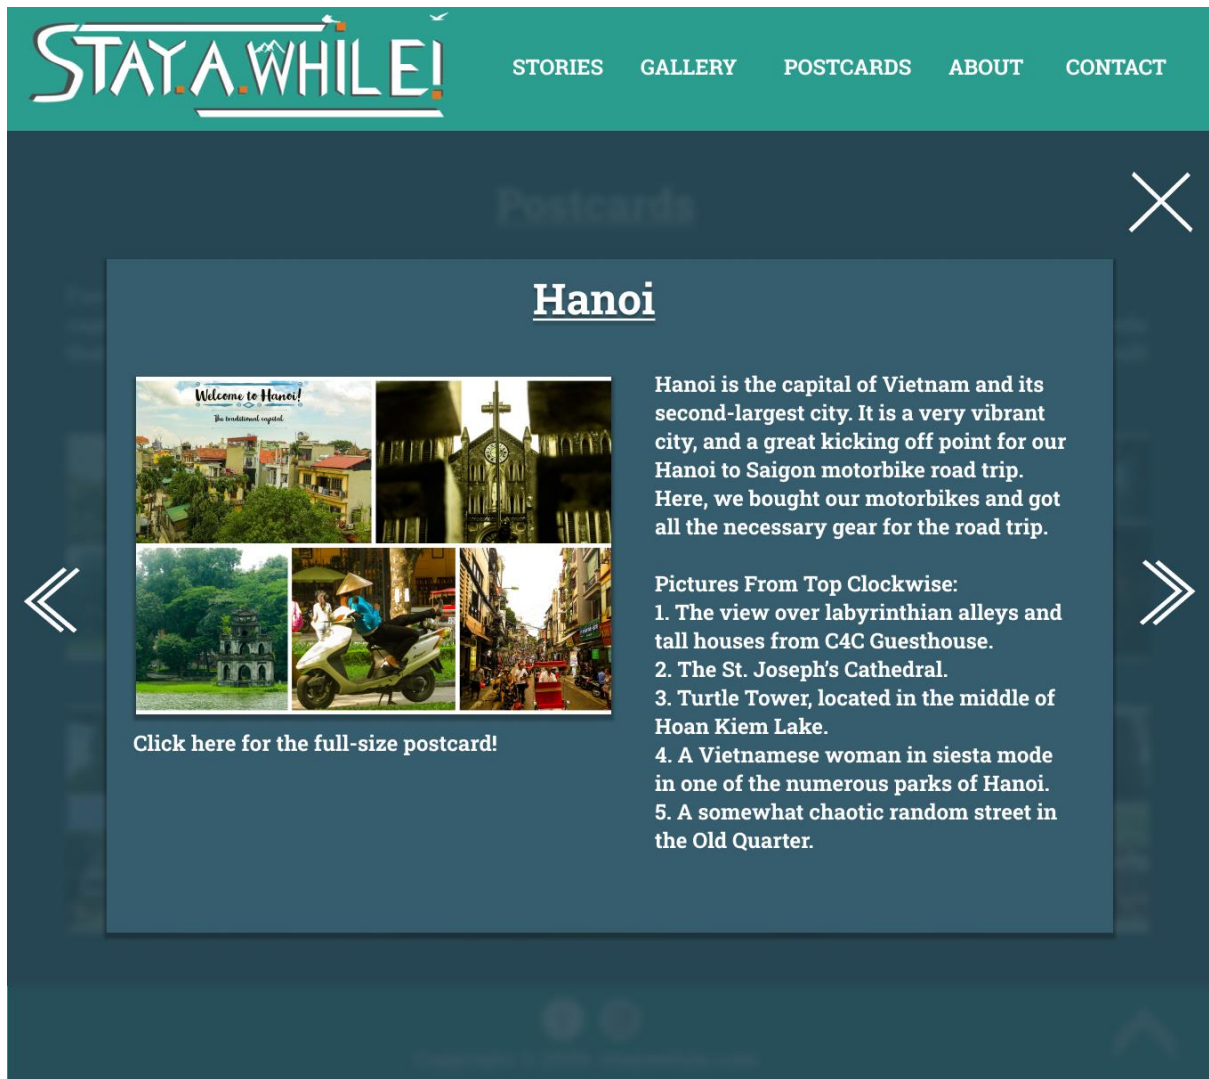 STAY.A.WHILE!
STORIES GALLERY POSTCARDS ABOUT CONTACT
Postcards
Hanoi
Welcome to Hanoi!
The traditional capital
Click here for the full-size postcard!
Hanoi is the capital of Vietnam and its
second-largest city. It is a very vibrant
city, and a great kicking off point for our
Hanoi to Saigon motorbike road trip.
Here, we bought our motorbikes and got
all the necessary gear for the road trip.
Pictures From Top Clockwise:
1. The view over labyrinthian alleys and
tall houses from C4C Guesthouse.
2. The St. Joseph's Cathedral.
3. Turtle Tower, located in the middle of
Hoan Kiem Lake.
4. A Vietnamese woman in siesta mode
in one of the numerous parks of Hanoi.
5. A somewhat chaotic random street in
the Old Quarter.